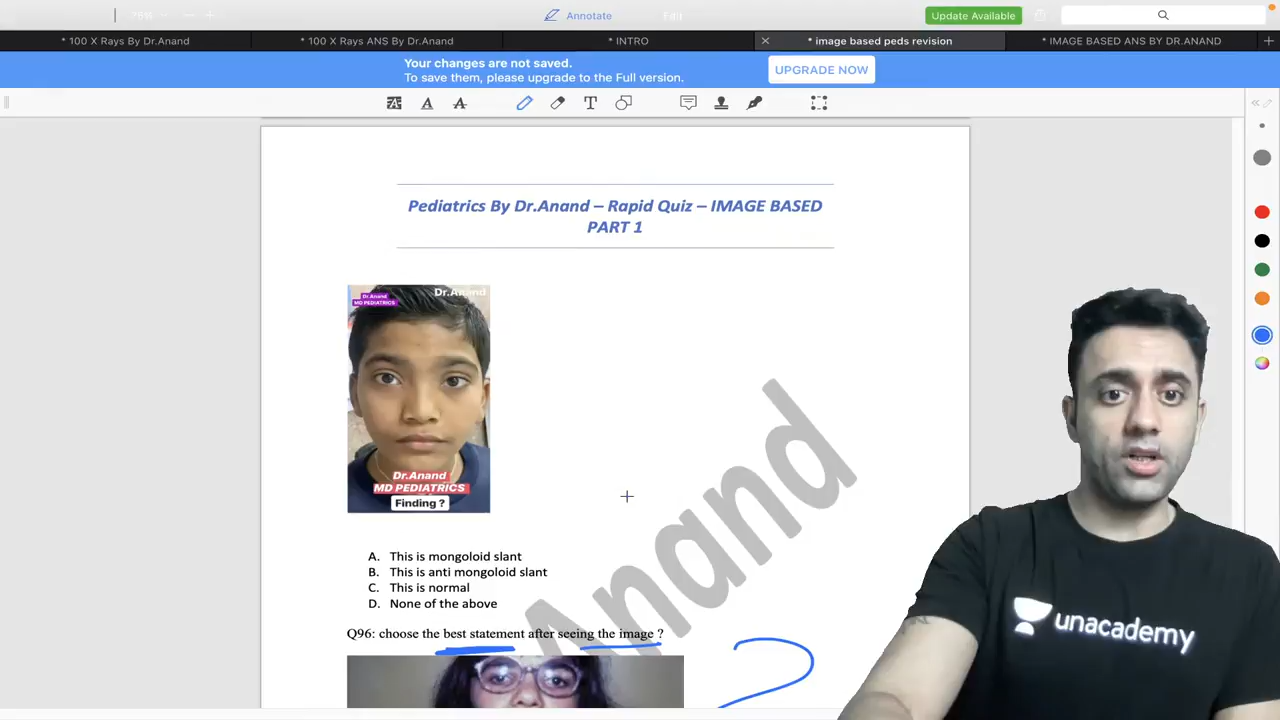 75%
Annotate
Edit
Update Available
* 100 X Rays By Dr.Anand
* 100 X Rays ANS By Dr.Anand
* INTRO
* image based peds revision
* IMAGE BASED ANS BY DR.ANAND
Your changes are not saved.
To save them, please upgrade to the Full version.
UPGRADE NOW
Pediatrics By Dr.Anand – Rapid Quiz – IMAGE BASED
PART 1
Dr.Anand
Dr.Anand
MD PEDIATRICS
Dr.Anand
MD PEDIATRICS
Finding ?
A. This is mongoloid slant
B. This is anti mongoloid slant
C. This is normal
D. None of the above
Q96: choose the best statement after seeing the image ?
Anand
unacademy